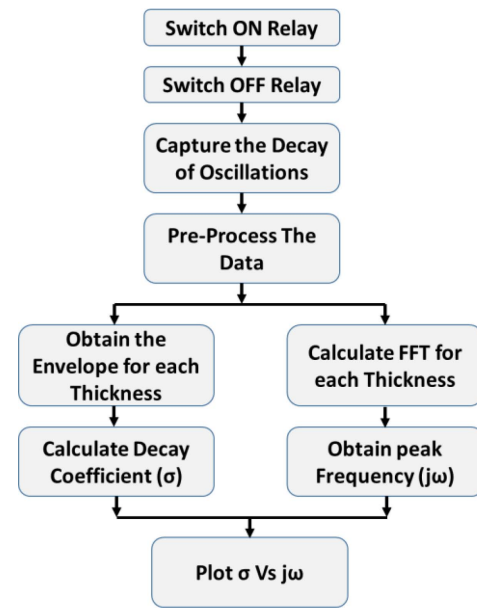 Switch ON Relay
Switch OFF Relay
Capture the Decay
of Oscillations
Pre-Process The
Data
Obtain the
Envelope for each
Thickness
Calculate FFT for
each Thickness
Calculate Decay
Coefficient (σ)
Obtain peak
Frequency (jω)
Plot σ Vs jω